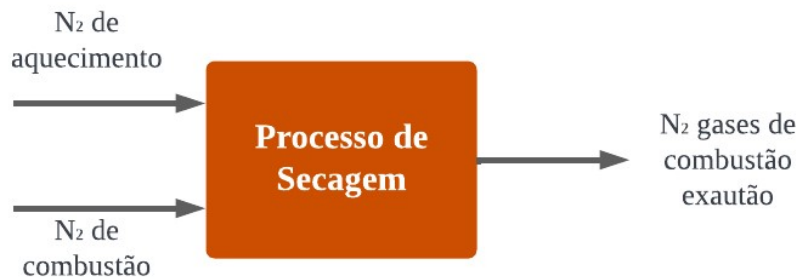 N₂ de
aquecimento
Processo de
Secagem
N₂ de
combustão
N₂ gases de
combustão
exautão